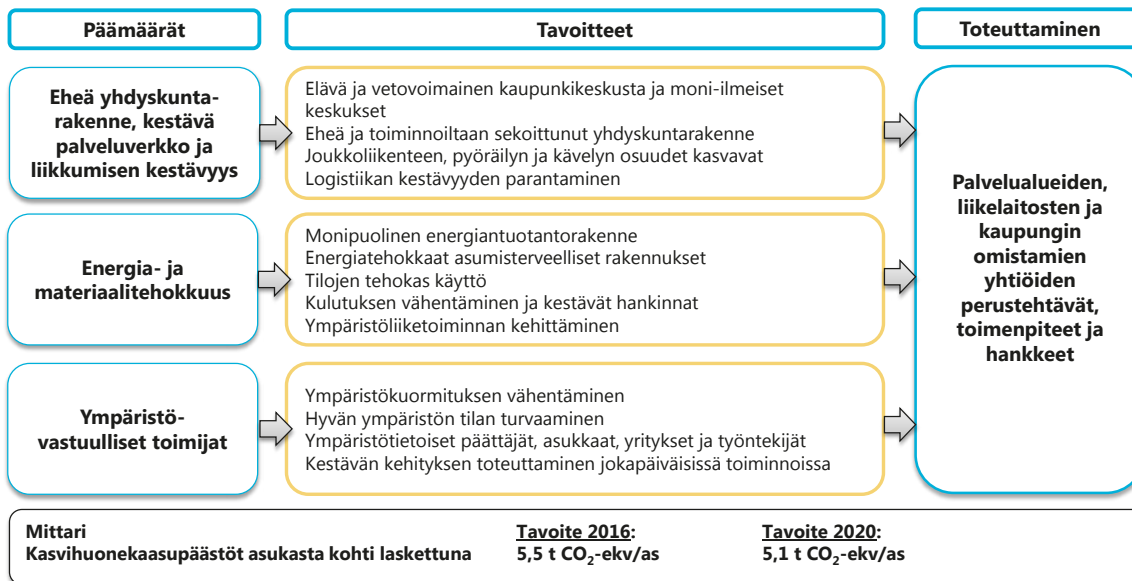 Päämäärät
Tavoitteet
Toteuttaminen
Eheä yhdyskunta-
rakenne, kestävä
palveluverkko ja
liikkumisen kestävyys
Elävä ja vetovoimainen kaupunkikeskusta ja moni-ilmeiset
keskukset
Eheä ja toiminnoiltaan sekoittunut yhdyskuntarakenne
Joukkoliikenteen, pyöräilyn ja kävelyn osuudet kasvavat
Logistiikan kestävyyden parantaminen
Energia- ja
materiaalitehokkuus
Monipuolinen energiantuotantorakenne
Energiatehokkaat asumisterveelliset rakennukset
Tilojen tehokas käyttö
Kulutuksen vähentäminen ja kestävät hankinnat
Ympäristöliiketoiminnan kehittäminen
Ympäristö-
vastuulliset toimijat
Ympäristökuormituksen vähentäminen
Hyvän ympäristön tilan turvaaminen
Ympäristötietoiset päättäjät, asukkaat, yritykset ja työntekijät
Kestävän kehityksen toteuttaminen jokapäiväisissä toiminnoissa
Palvelualueiden,
liikelaitosten ja
kaupungin
omistamien
yhtiöiden
perustehtävät,
toimenpiteet ja
hankkeet
Mittari Tavoite 2016: Tavoite 2020:
Kasvihuonekaasupäästöt asukasta kohti laskettuna 5,5 t CO₂-ekv/as 5,1 t CO₂-ekv/as